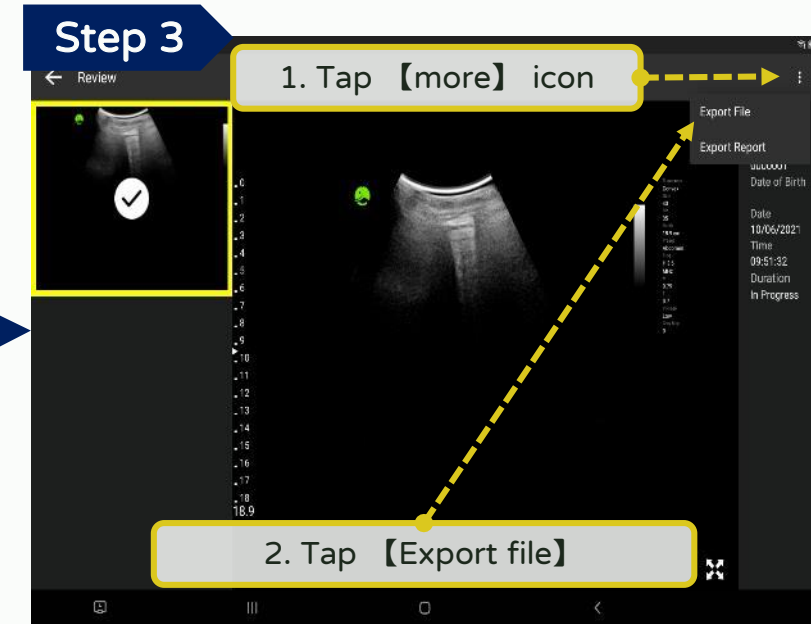 Step 3
← Review
1. Tap 【more】 icon
Export File
Export Report
Date of Birth
Date
10/06/2021
Time
09:51:32
Duration
In Progress
0
1
2
3
4
5
6
7
8
9
10
11
12
13
14
15
16
17
18
18.9
2. Tap 【Export file】